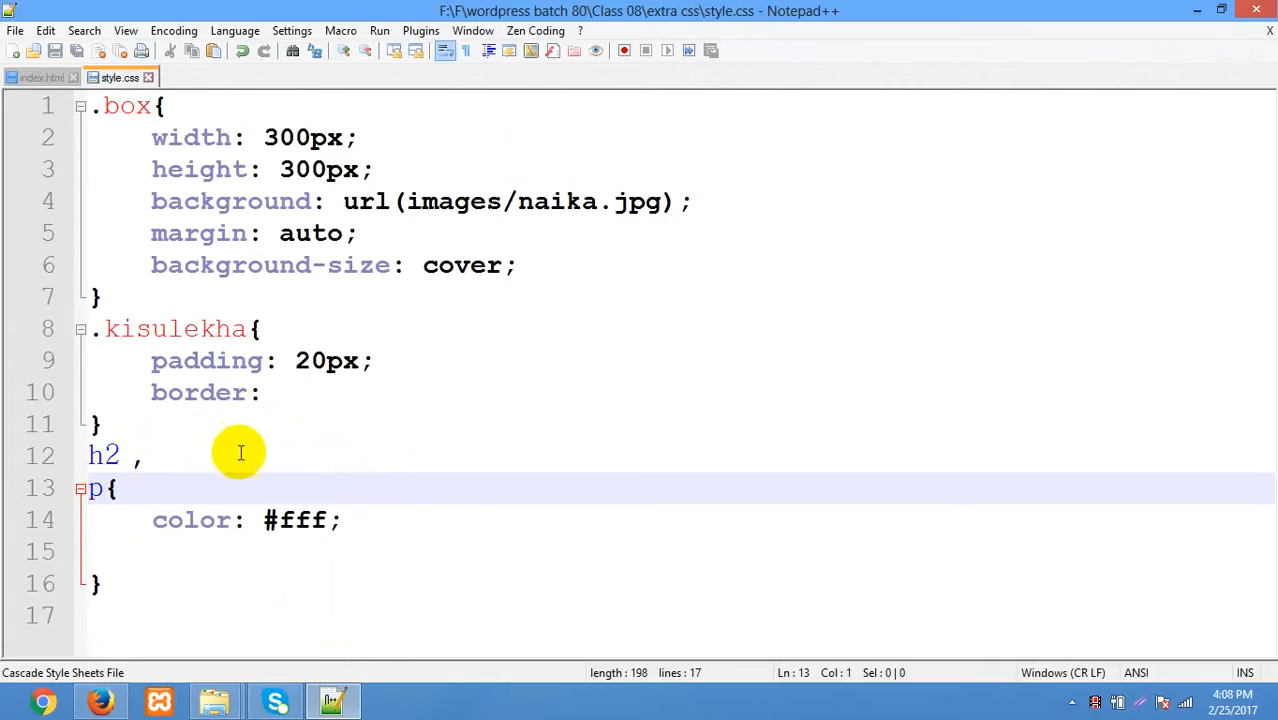 F:\F\wordpress batch 80\Class 08\extra css\style.css - Notepad++
File Edit Search View Encoding Language Settings Macro Run Plugins Window Zen Coding ? X
index.html style.css
1 .box{
2 width: 300px;
3 height: 300px;
4 background: url(images/naika.jpg);
5 margin: auto;
6 background-size: cover;
7 }
8 .kisulekha{
9 padding: 20px;
10 border:
11 }
12 h2 ,
13 p{
14 color: #fff;
15
16 }
17
Cascade Style Sheets File length : 198 lines : 17 Ln : 13 Col : 1 Sel : 0 | 0 Windows (CR LF) ANSI INS
4:08 PM
2/25/2017